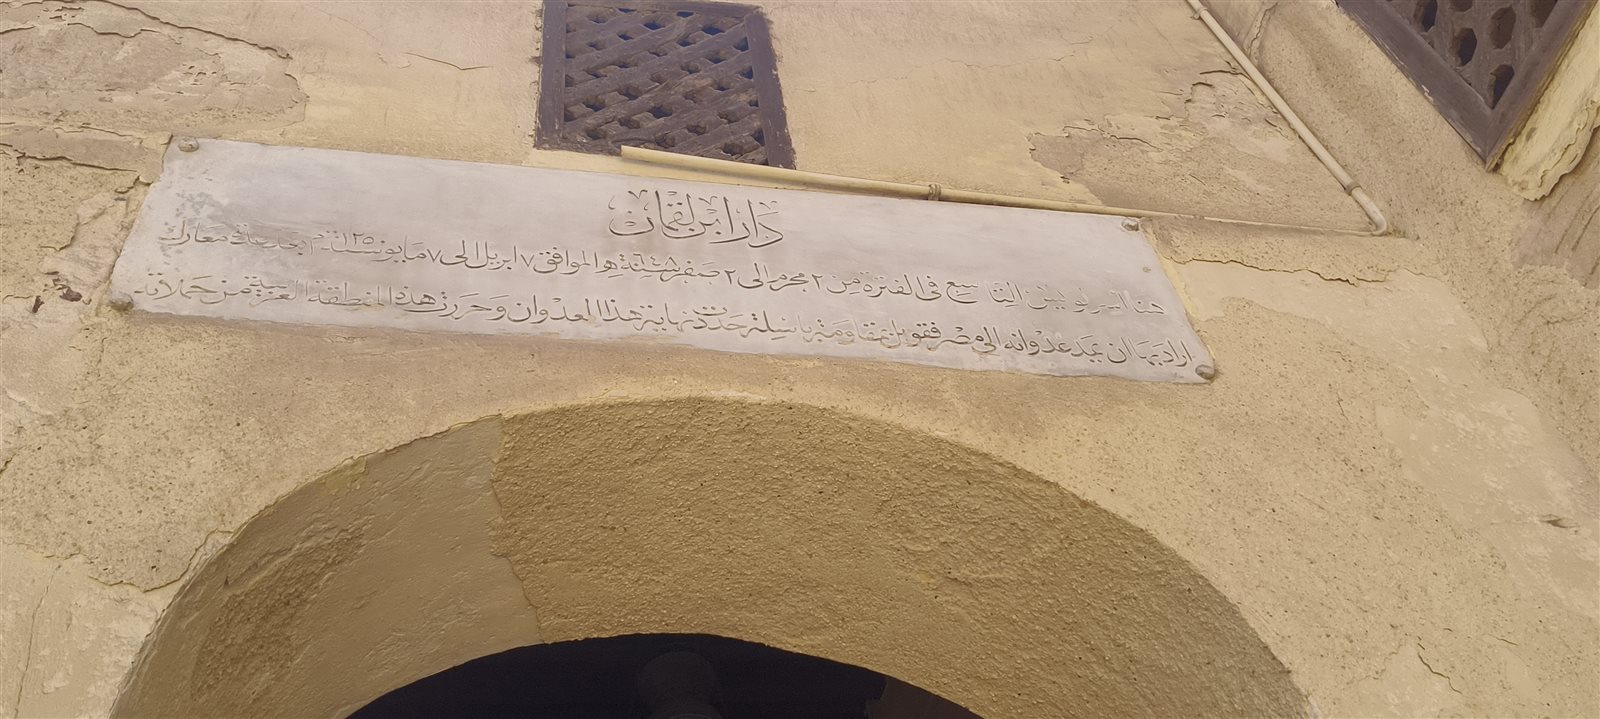 دار ابن لقمان
هنا اسر لويس التاسع فى الفترة من ٢ محرم الى ٢ صفر سنة ٦٤٨ هـ الموافق ٧ ابريل الى ٧ مايو سنة ١٢٥٠ م بعد عدة معارك
اراد بها ان يمد عدوانه الى مصر فقوبل بمقاومة باسلة حددت نهاية هذا العدوان وحررت هذه المنطقة العربية من حملاته